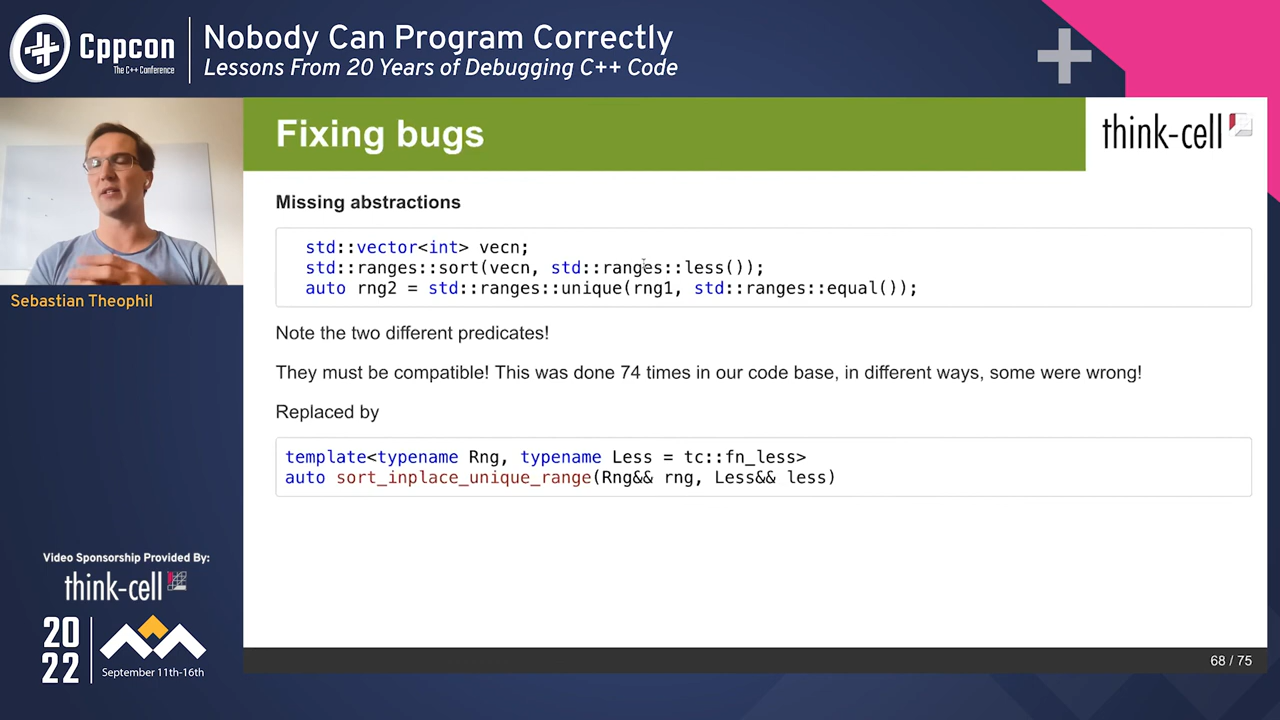 Cppcon
The C++ Conference
Nobody Can Program Correctly
Lessons From 20 Years of Debugging C++ Code
Fixing bugs
think-cell
Missing abstractions
std::vector<int> vecn;
std::ranges::sort(vecn, std::ranges::less());
auto rng2 = std::ranges::unique(rng1, std::ranges::equal());
Sebastian Theophil
Note the two different predicates!
They must be compatible! This was done 74 times in our code base, in different ways, some were wrong!
Replaced by
template<typename Rng, typename Less = tc::fn_less>
auto sort_inplace_unique_range(Rng&& rng, Less&& less)
Video Sponsorship Provided By:
think-cell
20
22
September 11th-16th
68 / 75